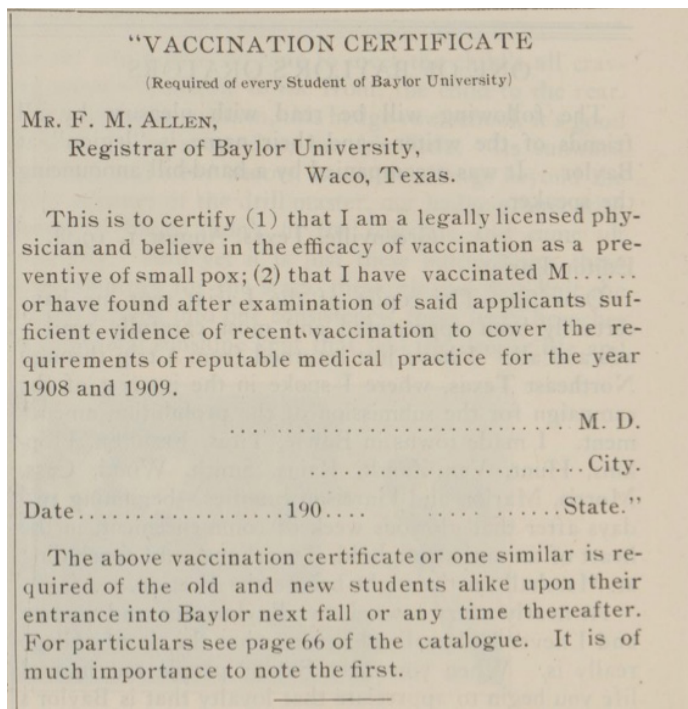 "VACCINATION CERTIFICATE
(Required of every Student of Baylor University)
MR. F. M. ALLEN,
Registrar of Baylor University,
Waco, Texas.
This is to certify (1) that I am a legally licensed phy-
sician and believe in the efficacy of vaccination as a pre-
ventive of small pox; (2) that I have vaccinated M......
or have found after examination of said applicants suf-
ficient evidence of recent vaccination to cover the re-
quirements of reputable medical practice for the year
1908 and 1909.
.............................. M. D.
.........................City.
Date...................190.... .... .......State."
The above vaccination certificate or one similar is re-
quired of the old and new students alike upon their
entrance into Baylor next fall or any time thereafter.
For particulars see page 66 of the catalogue. It is of
much importance to note the first.